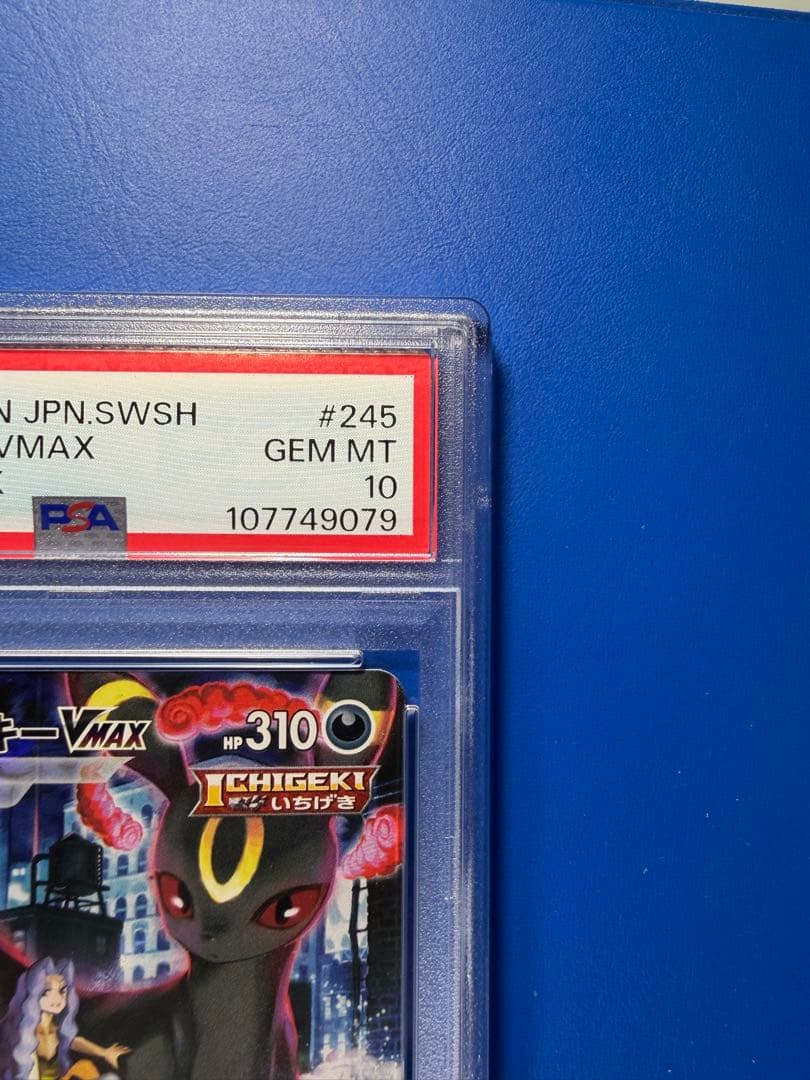 N JPN.SWSH #245
VMAX GEM MT
10
PSA 107749079
キーVMAX HP310
ICHIGEKI
いちげき